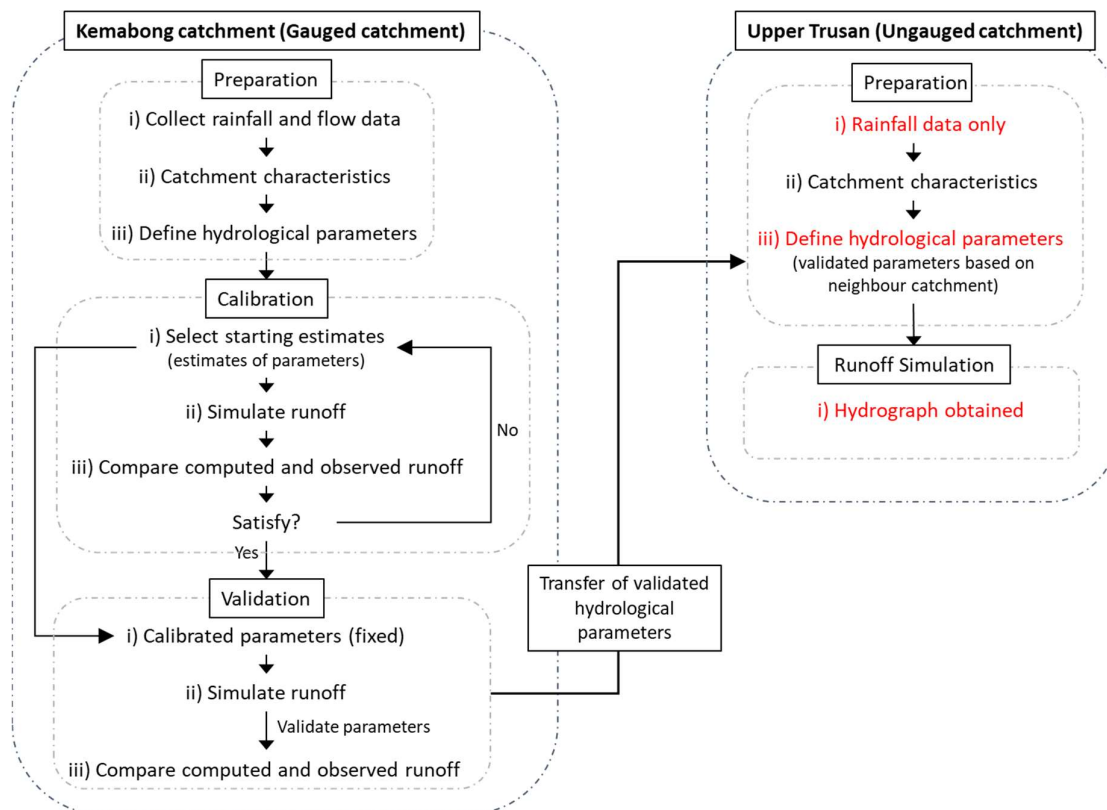 Kemabong catchment (Gauged catchment)
Preparation
i) Collect rainfall and flow data
ii) Catchment characteristics
iii) Define hydrological parameters
Calibration
i) Select starting estimates
(estimates of parameters)
ii) Simulate runoff
No
iii) Compare computed and observed runoff
Satisfy?
Yes
Validation
i) Calibrated parameters (fixed)
ii) Simulate runoff
Validate parameters
iii) Compare computed and observed runoff
Transfer of validated
hydrological
parameters
Upper Trusan (Ungauged catchment)
Preparation
i) Rainfall data only
ii) Catchment characteristics
iii) Define hydrological parameters
(validated parameters based on
neighbour catchment)
Runoff Simulation
i) Hydrograph obtained